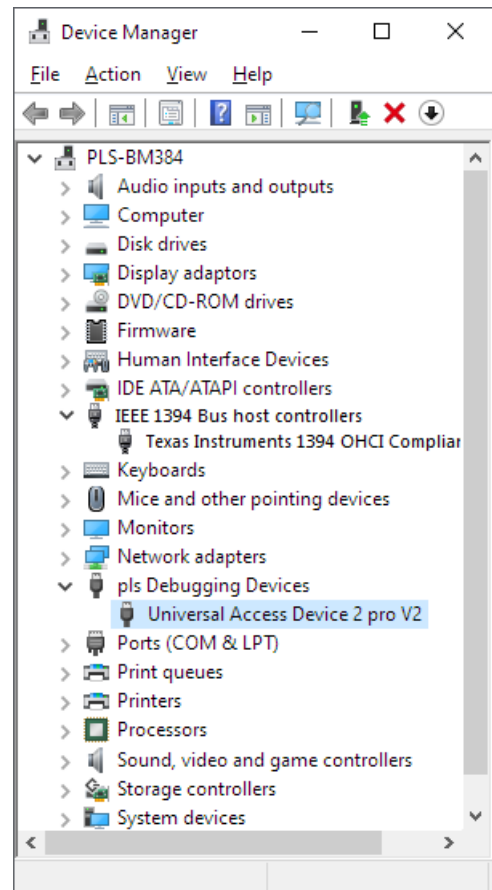 Device Manager
File Action View Help
PLS-BM384
Audio inputs and outputs
Computer
Disk drives
Display adaptors
DVD/CD-ROM drives
Firmware
Human Interface Devices
IDE ATA/ATAPI controllers
IEEE 1394 Bus host controllers
Texas Instruments 1394 OHCI Complian
Keyboards
Mice and other pointing devices
Monitors
Network adapters
pls Debugging Devices
Universal Access Device 2 pro V2
Ports (COM & LPT)
Print queues
Printers
Processors
Sound, video and game controllers
Storage controllers
System devices